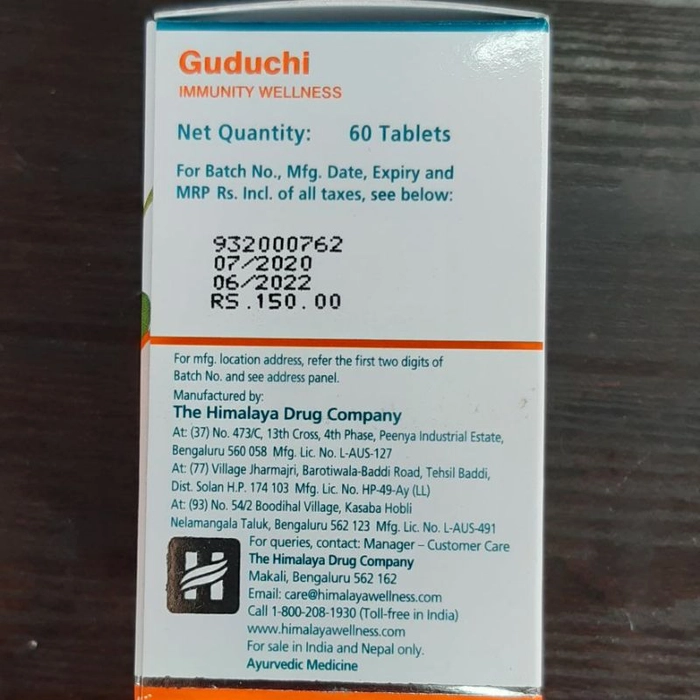 Guduchi
IMMUNITY WELLNESS
Net Quantity: 60 Tablets
For Batch No., Mfg. Date, Expiry and
MRP Rs. Incl. of all taxes, see below:
932000762
07/2020
06/2022
RS.150.00
For mfg. location address, refer the first two digits of
Batch No. and see address panel.
Manufactured by:
The Himalaya Drug Company
At: (37) No. 473/C, 13th Cross, 4th Phase, Peenya Industrial Estate,
Bengaluru 560 058 Mfg. Lic. No. L-AUS-127
At: (77) Village Jharmajri, Barotiwala-Baddi Road, Tehsil Baddi,
Dist. Solan H.P. 174 103 Mfg. Lic. No. HP-49-Ay (LL)
At: (93) No. 54/2 Boodihal Village, Kasaba Hobli
Nelamangala Taluk, Bengaluru 562 123 Mfg. Lic. No. L-AUS-491
For queries, contact: Manager – Customer Care
The Himalaya Drug Company
Makali, Bengaluru 562 162
Email: care@himalayawellness.com
Call 1-800-208-1930 (Toll-free in India)
www.himalayawellness.com
For sale in India and Nepal only.
Ayurvedic Medicine